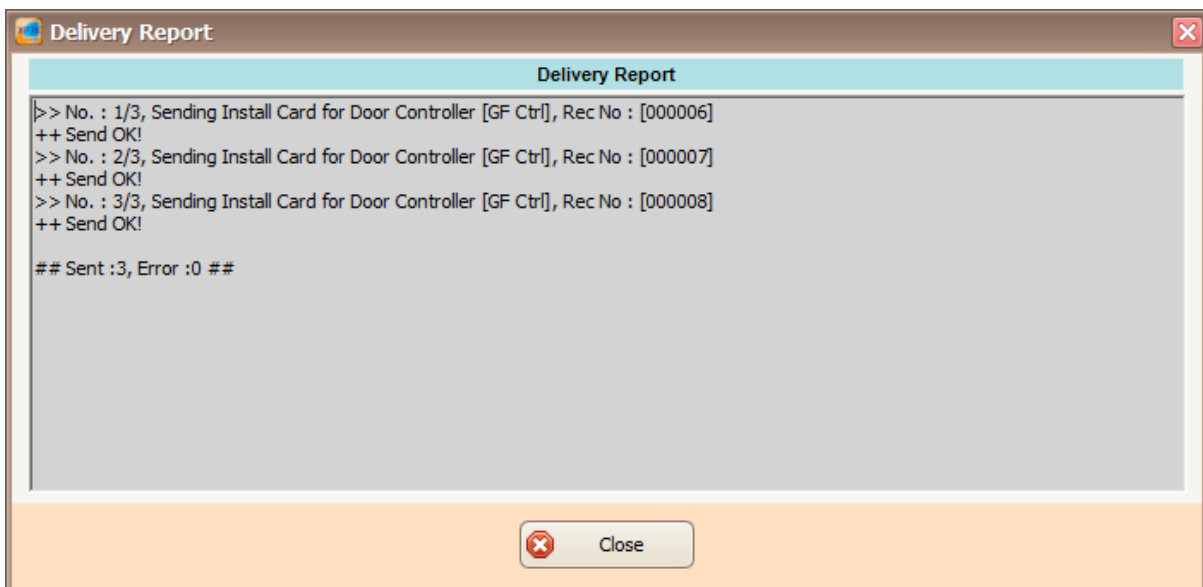 Delivery Report
Delivery Report
>> No. : 1/3, Sending Install Card for Door Controller [GF Ctrl], Rec No : [000006]
++ Send OK!
>> No. : 2/3, Sending Install Card for Door Controller [GF Ctrl], Rec No : [000007]
++ Send OK!
>> No. : 3/3, Sending Install Card for Door Controller [GF Ctrl], Rec No : [000008]
++ Send OK!
## Sent :3, Error :0 ##
Close